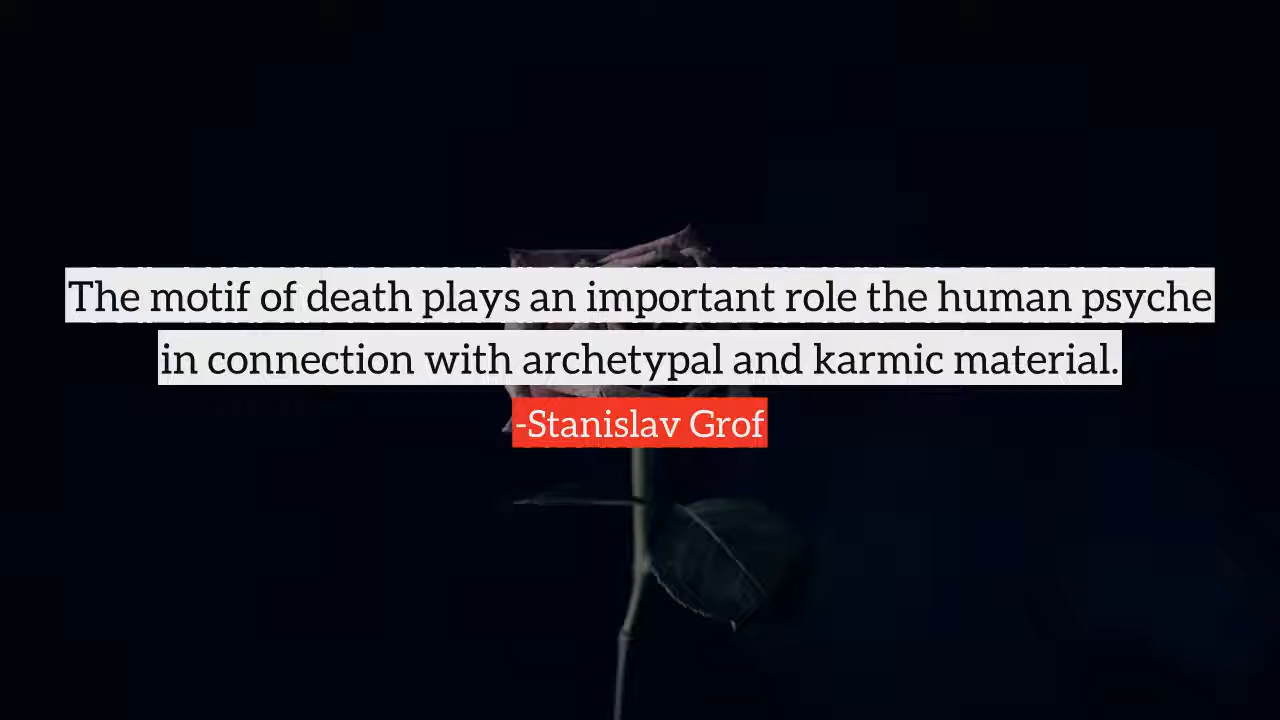 The motif of death plays an important role the human psyche
in connection with archetypal and karmic material.
-Stanislav Grof